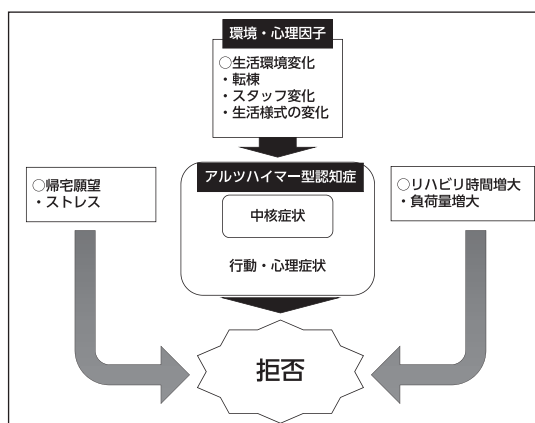 環境・心理因子
○生活環境変化
・転棟
・スタッフ変化
・生活様式の変化
アルツハイマー型認知症
中核症状
行動・心理症状
○帰宅願望
・ストレス
○リハビリ時間増大
・負荷量増大
拒否